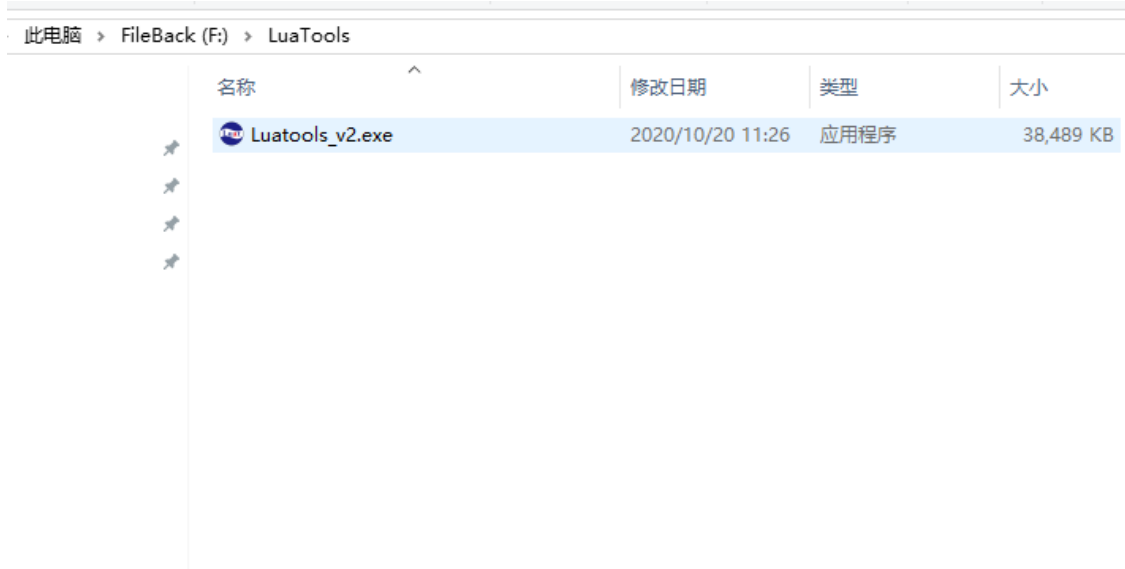 此电脑 > FileBack (F:) > LuaTools
名称 修改日期 类型 大小
Luatools_v2.exe 2020/10/20 11:26 应用程序 38,489 KB